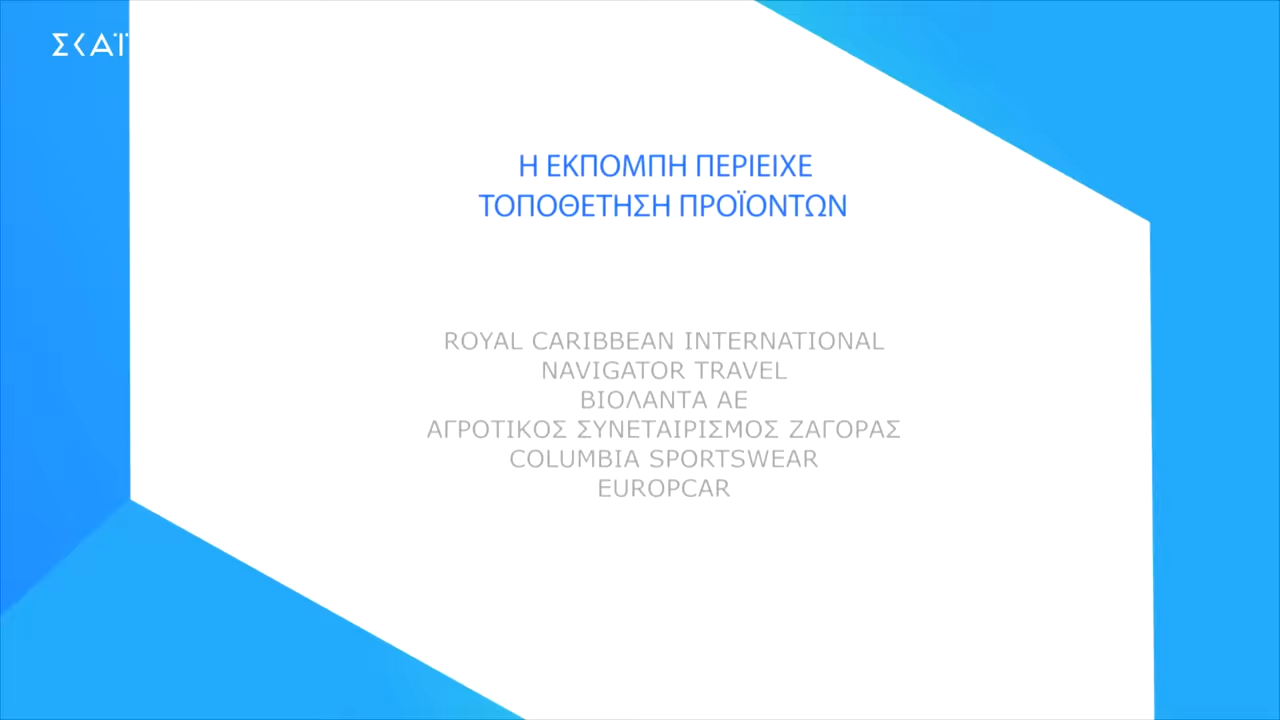 ΣΚΑΪ
Η ΕΚΠΟΜΠΗ ΠΕΡΙΕΙΧΕ
ΤΟΠΟΘΕΤΗΣΗ ΠΡΟΪΟΝΤΩΝ
ROYAL CARIBBEAN INTERNATIONAL
NAVIGATOR TRAVEL
ΒΙΟΛΑΝΤΑ ΑΕ
ΑΓΡΟΤΙΚΟΣ ΣΥΝΕΤΑΙΡΙΣΜΟΣ ΖΑΓΟΡΑΣ
COLUMBIA SPORTSWEAR
EUROPCAR